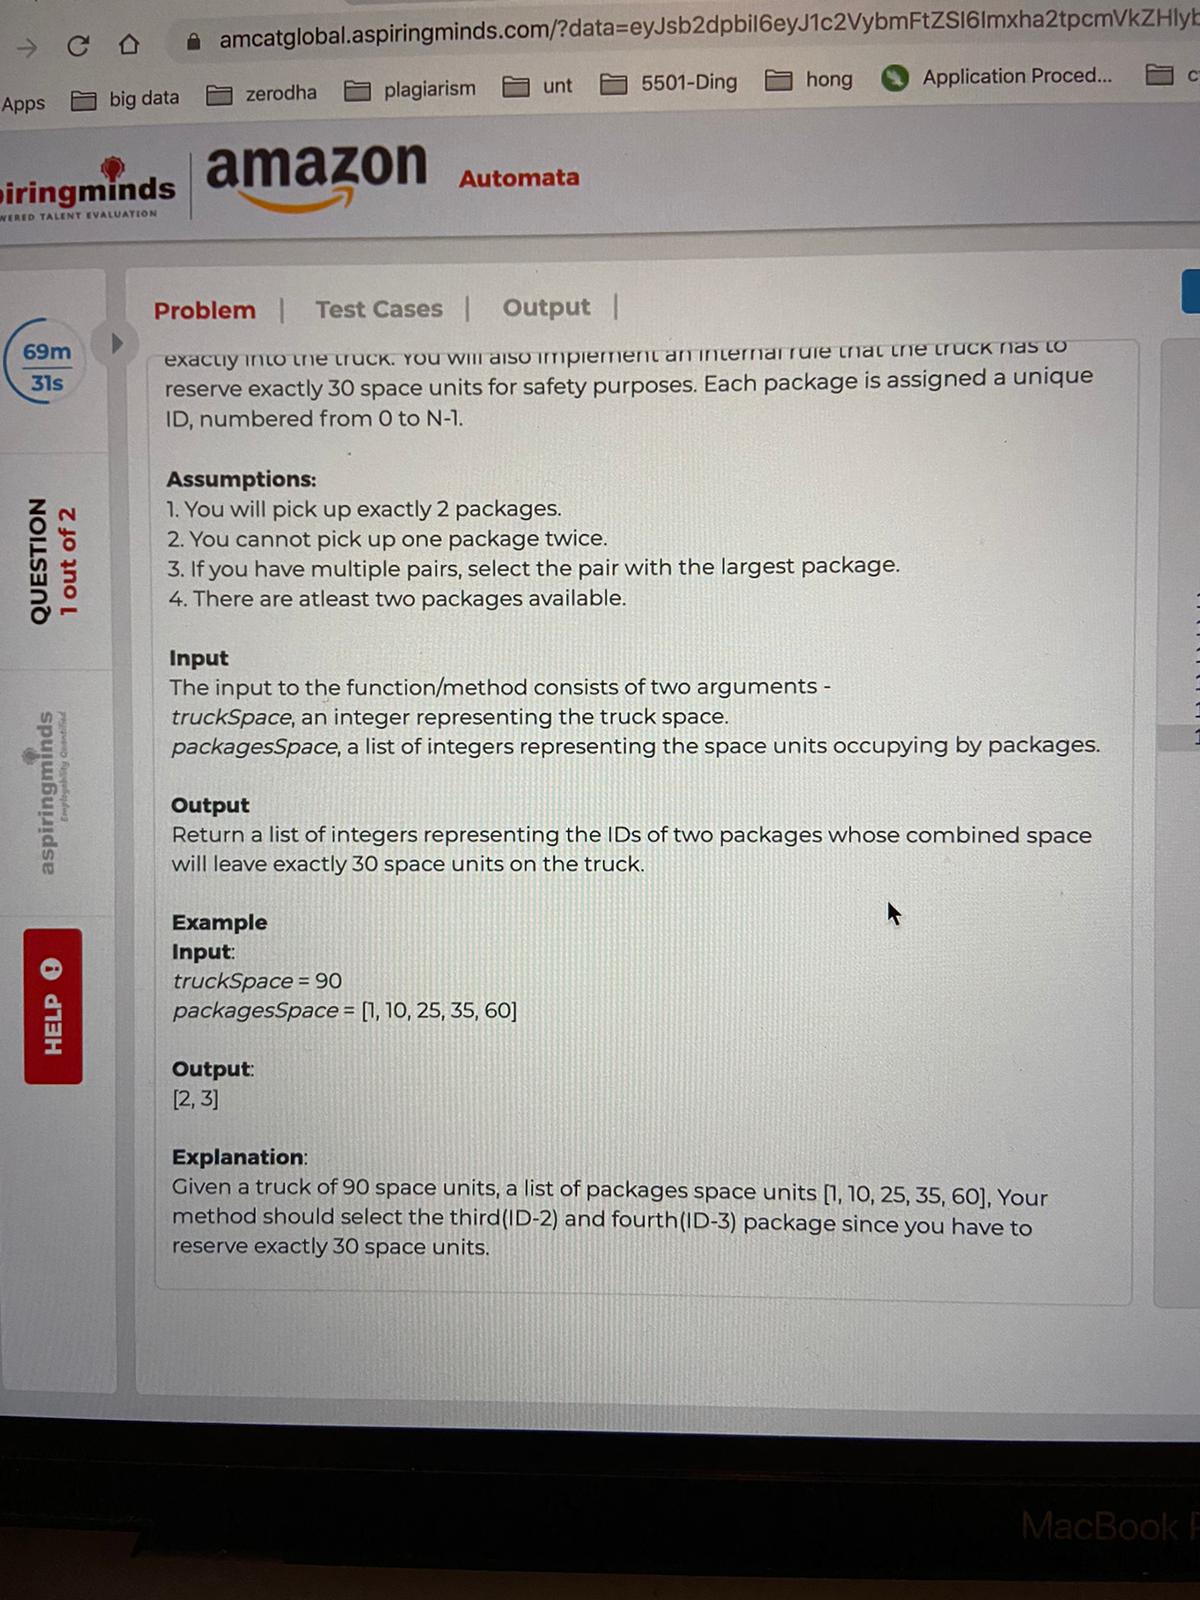 amcatglobal.aspiringminds.com/?data=
Apps big data zerodha plagiarism unt 5501-Ding hong Application Proced...
iringminds amazon Automata
WERED TALENT EVALUATION
Problem | Test Cases | Output |
69m
31s
exactly into the truck. You will also implement an internal rule that the truck has to
reserve exactly 30 space units for safety purposes. Each package is assigned a unique
ID, numbered from 0 to N-1.
Assumptions:
1. You will pick up exactly 2 packages.
2. You cannot pick up one package twice.
3. If you have multiple pairs, select the pair with the largest package.
4. There are atleast two packages available.
QUESTION
1 out of 2
Input
The input to the function/method consists of two arguments -
truckSpace, an integer representing the truck space.
packagesSpace, a list of integers representing the space units occupying by packages.
aspiringminds
Employability Quantified
Output
Return a list of integers representing the IDs of two packages whose combined space
will leave exactly 30 space units on the truck.
HELP
Example
Input:
truckSpace = 90
packagesSpace = [1, 10, 25, 35, 60]
Output:
[2, 3]
Explanation:
Given a truck of 90 space units, a list of packages space units [1, 10, 25, 35, 60], Your
method should select the third(ID-2) and fourth(ID-3) package since you have to
reserve exactly 30 space units.
MacBook